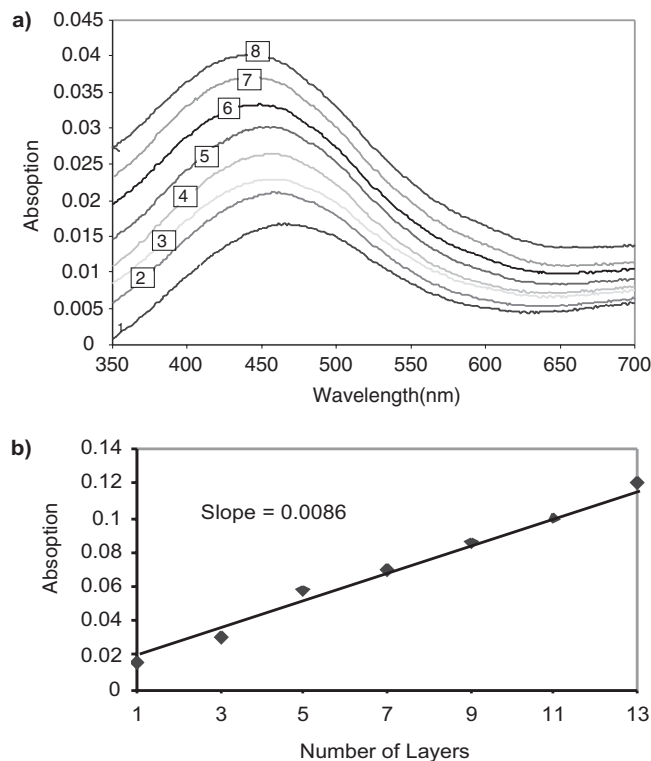 a)
0.045
0.04
0.035
0.03
0.025
0.02
0.015
0.01
0.005
0
Absoption
8
7
6
5
4
3
2
1
350 400 450 500 550 600 650 700
Wavelength(nm)
b)
0.14
0.12
0.1
0.08
0.06
0.04
0.02
0
Absoption
Slope = 0.0086
1 3 5 7 9 11 13
Number of Layers